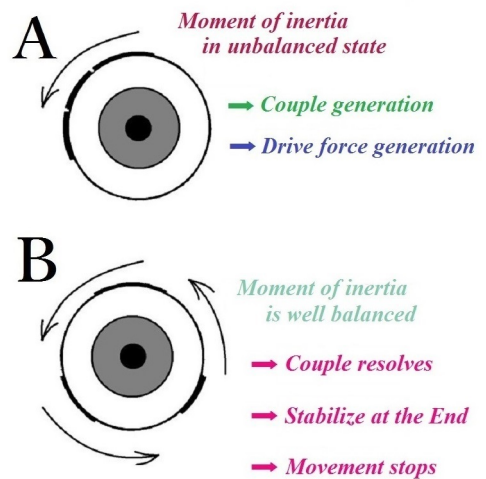 A
Moment of inertia
in unbalanced state
Couple generation
Drive force generation
B
Moment of inertia
is well balanced
Couple resolves
Stabilize at the End
Movement stops